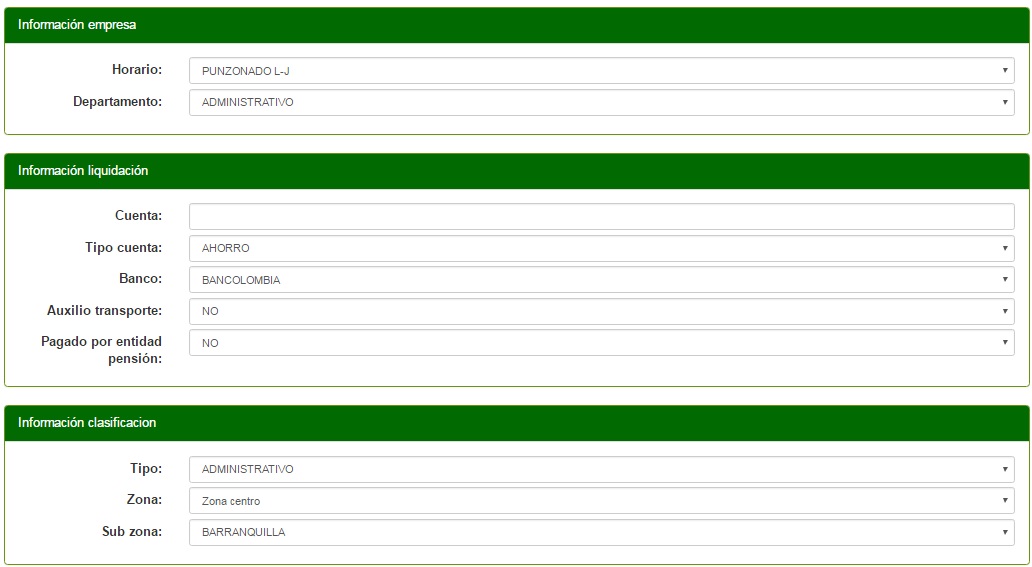 Información empresa
Horario: PUNZONADO L-J
Departamento: ADMINISTRATIVO
Información liquidación
Cuenta:
Tipo cuenta: AHORRO
Banco: BANCOLOMBIA
Auxilio transporte: NO
Pagado por entidad NO
pensión:
Información clasificacion
Tipo: ADMINISTRATIVO
Zona: Zona centro
Sub zona: BARRANQUILLA